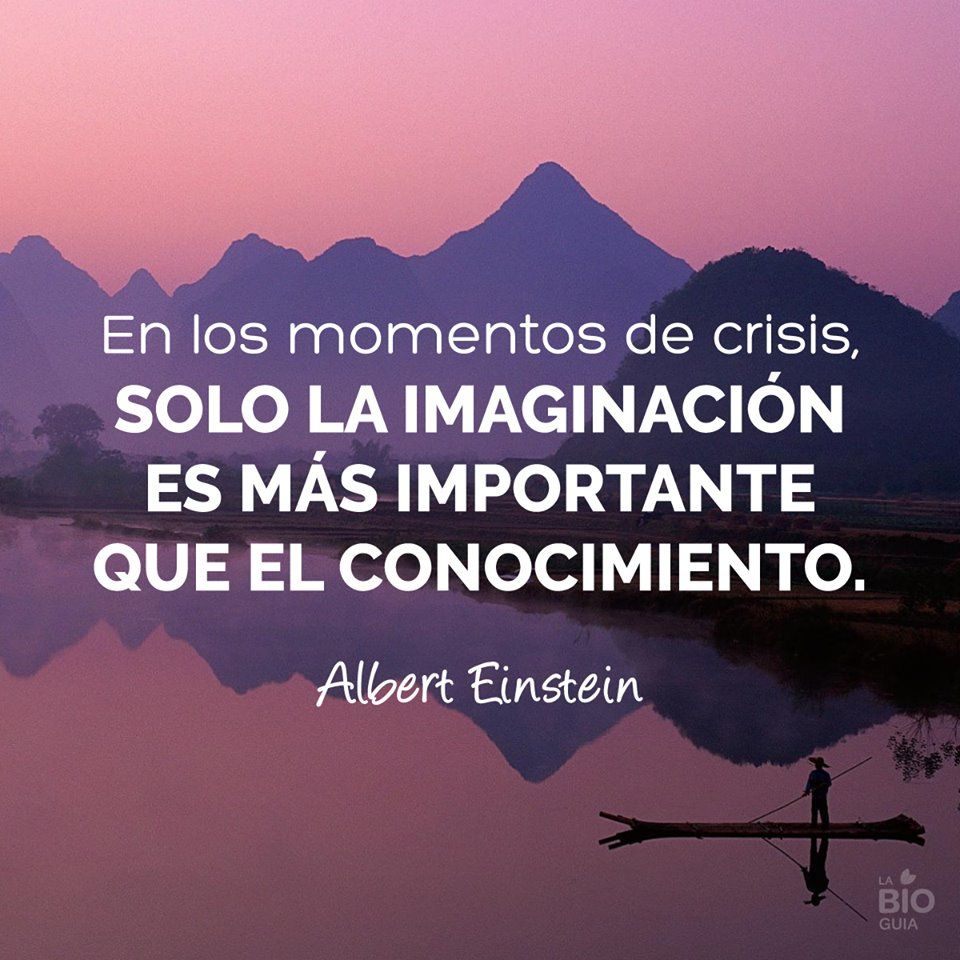 En los momentos de crisis,
SOLO LA IMAGINACIÓN
ES MÁS IMPORTANTE
QUE EL CONOCIMIENTO.
Albert Einstein
LA
BIO
GUIA